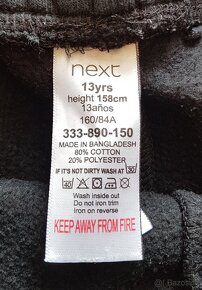 next
13yrs
height 158cm
13años
160/84A
333-890-150
MADE IN BANGLADESH
80% COTTON
20% POLYESTER
IF IT'S NOT DIRTY WASH AT 30
40
Wash inside out
Do not iron trim
Iron on reverse
KEEP AWAY FROM FIRE